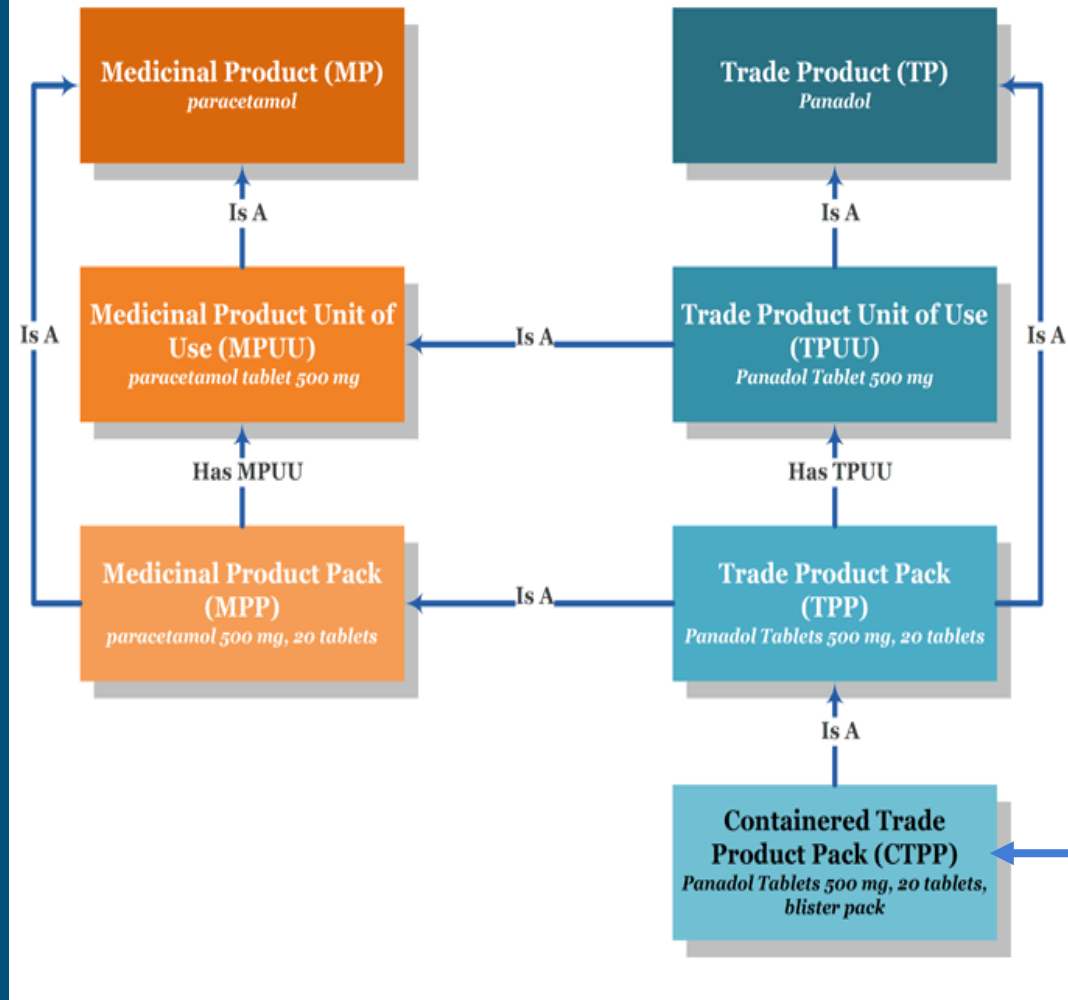 Medicinal Product (MP)
paracetamol
Trade Product (TP)
Panadol
Is A
Is A
Medicinal Product Unit of
Use (MPUU)
paracetamol tablet 500 mg
Trade Product Unit of Use
(TPUU)
Panadol Tablet 500 mg
Is A
Is A
Is A
Has MPUU
Has TPUU
Medicinal Product Pack
(MPP)
paracetamol 500 mg, 20 tablets
Trade Product Pack
(TPP)
Panadol Tablets 500 mg, 20 tablets
Is A
Is A
Containered Trade
Product Pack (CTPP)
Panadol Tablets 500 mg, 20 tablets,
blister pack